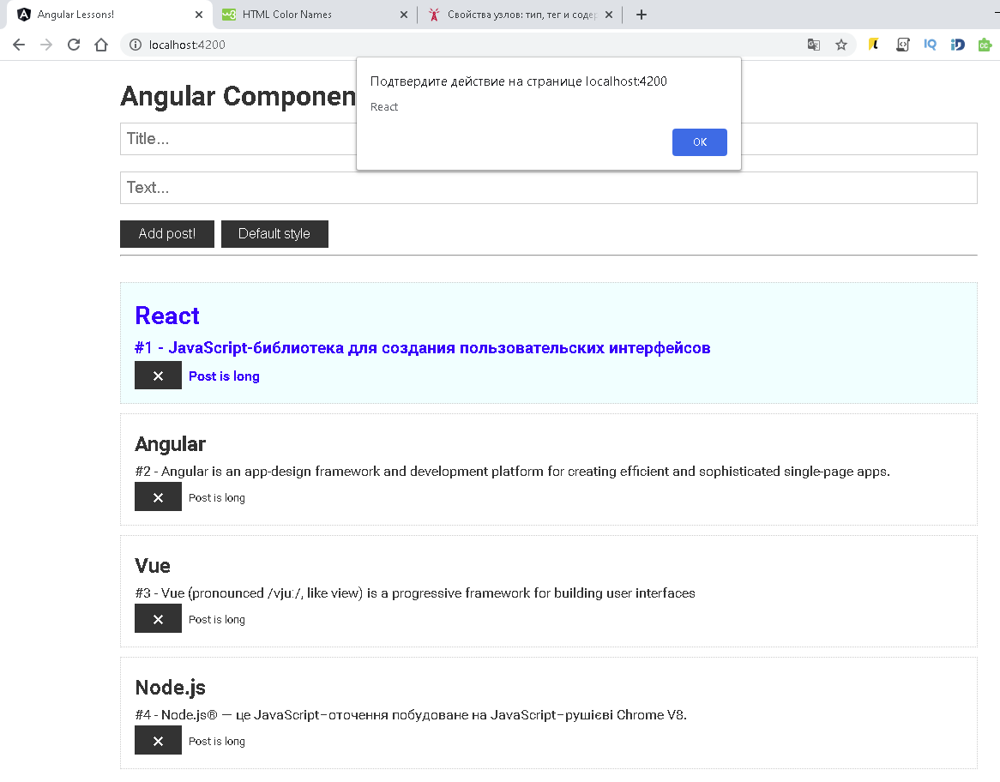 Angular Lessons!
HTML Color Names
Свойства узлов: тип, тег и содер
localhost:4200
Подтвердите действие на странице localhost:4200
React
OK
Angular Componen
Title...
Text...
Add post!
Default style
React
#1 - JavaScript-библиотека для создания пользовательских интерфейсов
Post is long
Angular
#2 - Angular is an app-design framework and development platform for creating efficient and sophisticated single-page apps.
Post is long
Vue
#3 - Vue (pronounced /vjuː/, like view) is a progressive framework for building user interfaces
Post is long
Node.js
#4 - Node.js® — це JavaScript–оточення побудоване на JavaScript–рушієві Chrome V8.
Post is long